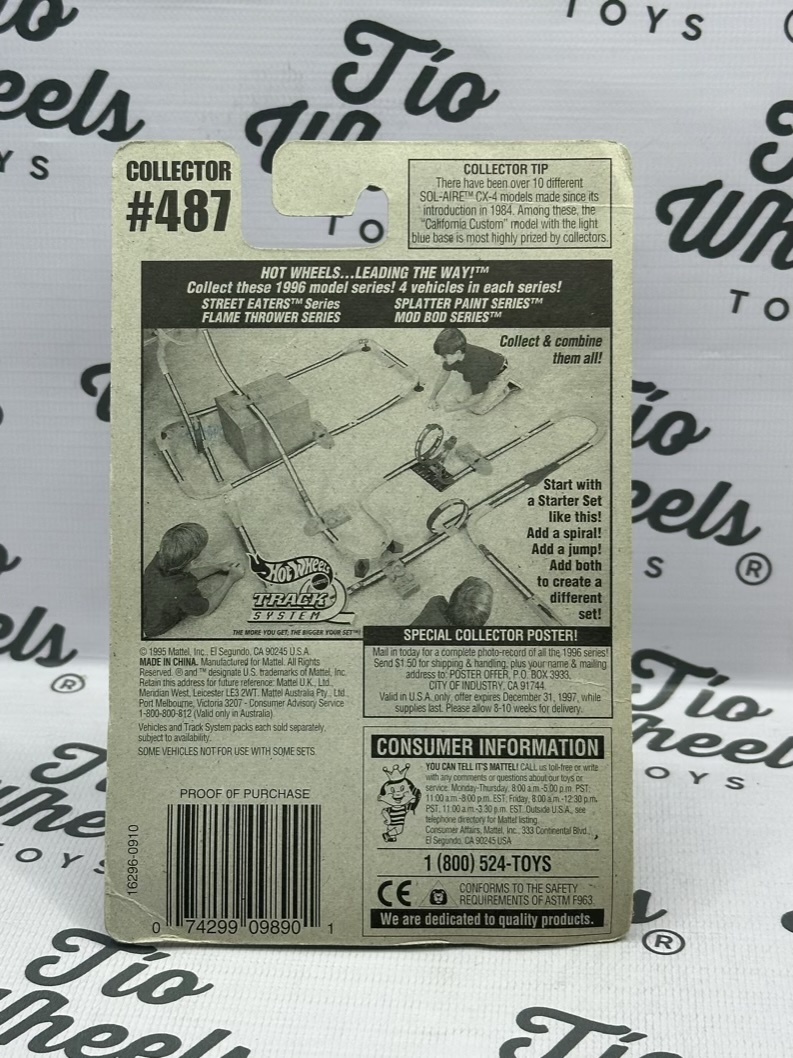 TOYS
Tío
Wh
eels
YS
Tío
Wh
TO
COLLECTOR
#487
COLLECTOR TIP
There have been over 10 different
SOL-AIRE™ CX-4 models made since its
introduction in 1984. Among these, the
"California Custom" model with the light
blue base is most highly prized by collectors.
TO
HOT WHEELS...LEADING THE WAY!™
Collect these 1996 model series! 4 vehicles in each series!
STREET EATERS™ Series SPLATTER PAINT SERIES™
FLAME THROWER SERIES MOD BOD SERIES™
Collect & combine
them all!
Start with
a Starter Set
like this!
Add a spiral!
Add a jump!
Add both
to create a
different
set!
HOT WHEELS
TRACK
SYSTEM
THE MORE YOU GET, THE BIGGER YOUR SET™!
© 1995 Mattel, Inc., El Segundo, CA 90245 U.S.A.
MADE IN CHINA. Manufactured for Mattel. All Rights
Reserved. ® and ™ designate U.S. trademarks of Mattel, Inc.
Retain this address for future reference: Mattel U.K., Ltd.,
Meridian West, Leicester LE3 2WT. Mattel Australia Pty., Ltd.
Port Melbourne, Victoria 3207 - Consumer Advisory Service
1-800-800-812 (Valid only in Australia)
Vehicles and Track System packs each sold separately,
subject to availability.
SOME VEHICLES NOT FOR USE WITH SOME SETS.
SPECIAL COLLECTOR POSTER!
Mail in today for a complete photo-record of all the 1996 series!
Send $1.50 for shipping & handling, plus your name & mailing
address to: POSTER OFFER, P.O. BOX 3933,
CITY OF INDUSTRY, CA 91744.
Valid in U.S.A. only, offer expires December 31, 1997, while
supplies last. Please allow 8-10 weeks for delivery.
CONSUMER INFORMATION
YOU CAN TELL IT'S MATTEL! CALL us toll-free or write
with any comments or questions about our toys or
service: Monday-Thursday, 8:00 a.m.-5:00 p.m. PST,
11:00 a.m.-8:00 p.m. EST; Friday, 8:00 a.m.-12:30 p.m.
PST, 11:00 a.m.-3:30 p.m. EST. Outside U.S.A., see
telephone directory for Mattel listing.
Consumer Affairs, Mattel, Inc., 333 Continental Blvd.,
El Segundo, CA 90245 USA
1 (800) 524-TOYS
CE
CONFORMS TO THE SAFETY
REQUIREMENTS OF ASTM F963.
We are dedicated to quality products.
PROOF OF PURCHASE
16296-0910
0 74299 09890 1
Tío
eels
S
®
®
heels
OYS
Tío
Wheels
®
Tío